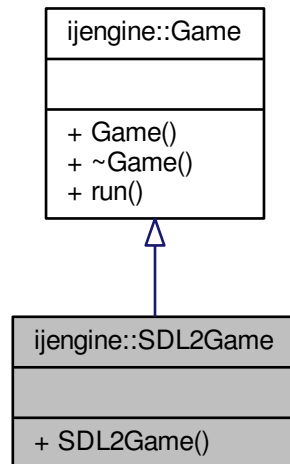 ijengine::Game
+ Game()
+ ~Game()
+ run()
ijengine::SDL2Game
+ SDL2Game()